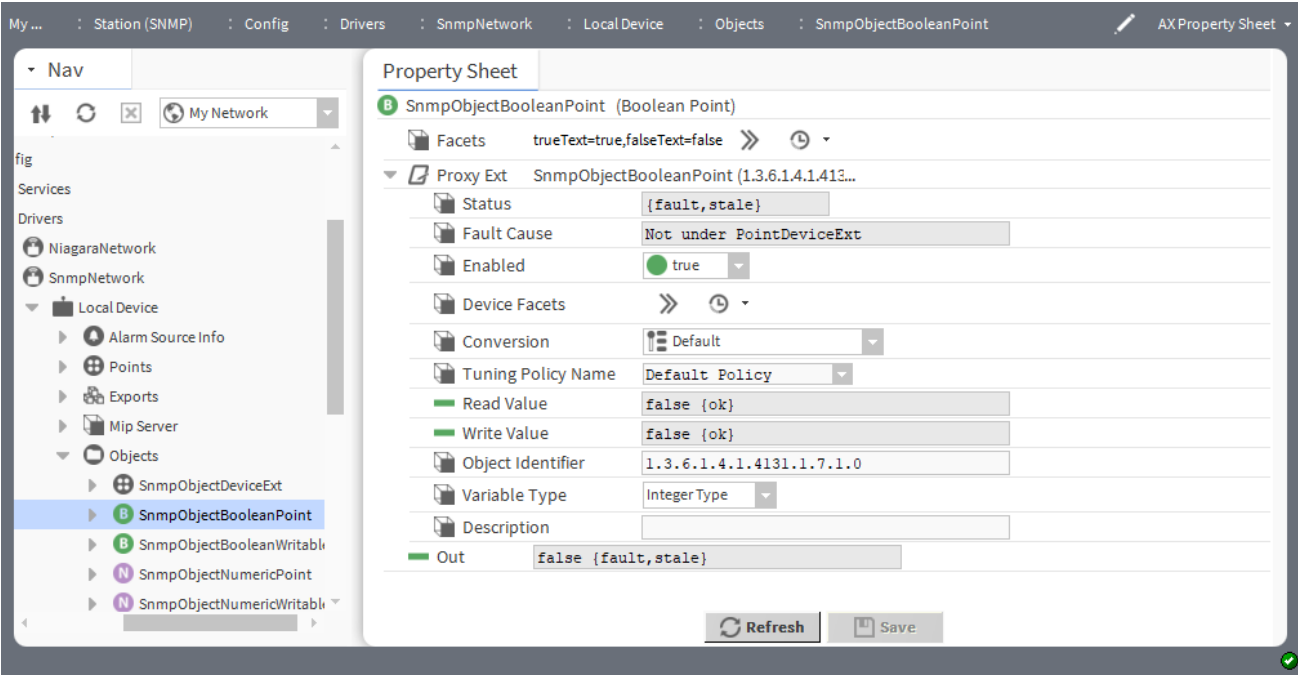 My ... : Station (SNMP) : Config : Drivers : SnmpNetwork : Local Device : Objects : SnmpObjectBooleanPoint AX Property Sheet
Nav
My Network
fig
Services
Drivers
NiagaraNetwork
SnmpNetwork
Local Device
Alarm Source Info
Points
Exports
Mip Server
Objects
SnmpObjectDeviceExt
B SnmpObjectBooleanPoint
B SnmpObjectBooleanWritabl
N SnmpObjectNumericPoint
N SnmpObjectNumericWritabl
Property Sheet
B SnmpObjectBooleanPoint (Boolean Point)
Facets trueText=true,falseText=false
Proxy Ext SnmpObjectBooleanPoint (1.3.6.1.4.1.413...
Status {fault,stale}
Fault Cause Not under PointDeviceExt
Enabled true
Device Facets
Conversion Default
Tuning Policy Name Default Policy
Read Value false {ok}
Write Value false {ok}
Object Identifier 1.3.6.1.4.1.4131.1.7.1.0
Variable Type Integer Type
Description
Out false {fault,stale}
Refresh Save